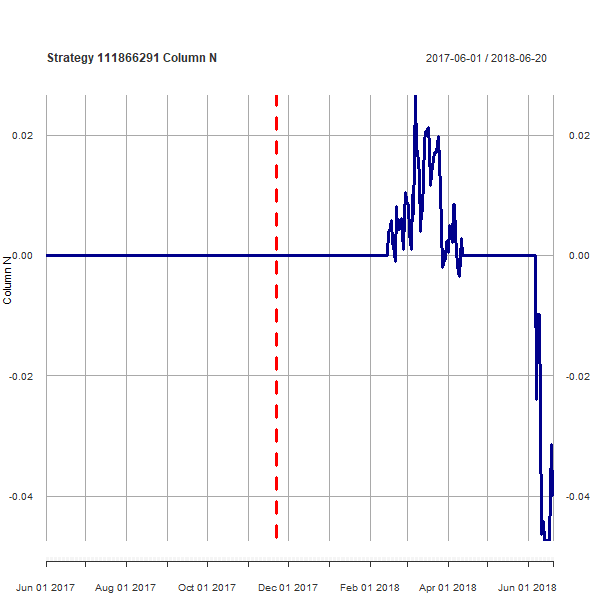 Strategy 111866291 Column N
2017-06-01 / 2018-06-20
0.02
0.02
0.00
0.00
Column N
-0.02
-0.02
-0.04
-0.04
Jun 01 2017
Aug 01 2017
Oct 01 2017
Dec 01 2017
Feb 01 2018
Apr 01 2018
Jun 01 2018